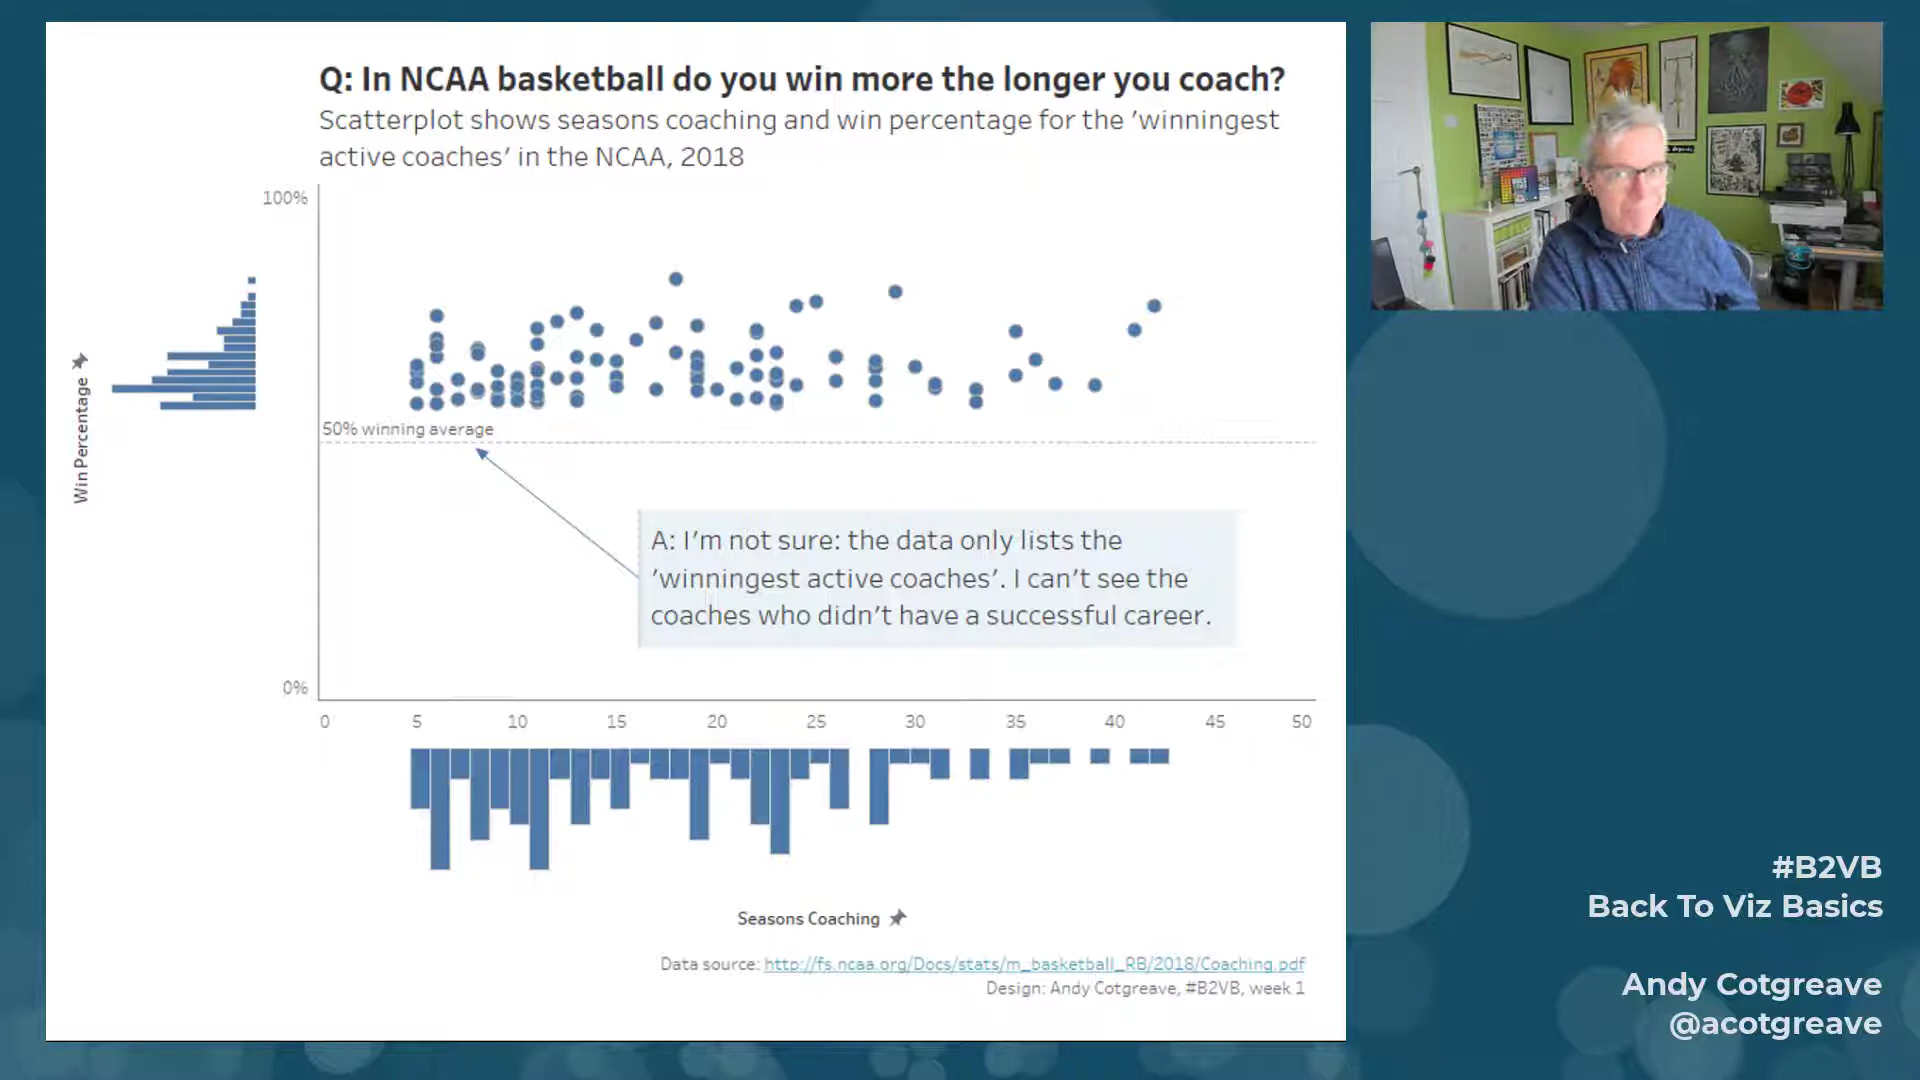 Q: In NCAA basketball do you win more the longer you coach?
Scatterplot shows seasons coaching and win percentage for the 'winningest
active coaches' in the NCAA, 2018
100%
Win Percentage
50% winning average
A: I'm not sure: the data only lists the
'winningest active coaches'. I can't see the
coaches who didn't have a successful career.
0%
0 5 10 15 20 25 30 35 40 45 50
Seasons Coaching
Data source: http://fs.ncaa.org/Docs/stats/m_basketball_RB/2018/Coaching.pdf
Design: Andy Cotgreave, #B2VB, week 1
#B2VB
Back To Viz Basics
Andy Cotgreave
@acotgreave